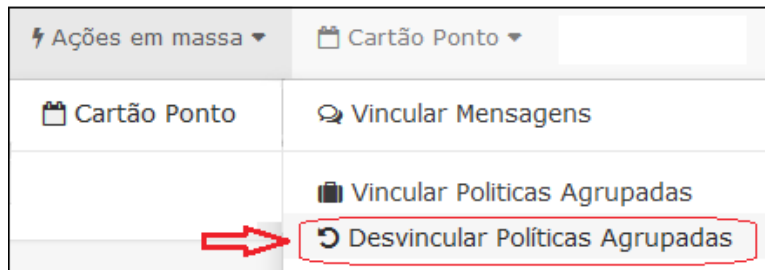 Ações em massa Cartão Ponto
Cartão Ponto Vincular Mensagens
Vincular Politicas Agrupadas
Desvincular Políticas Agrupadas